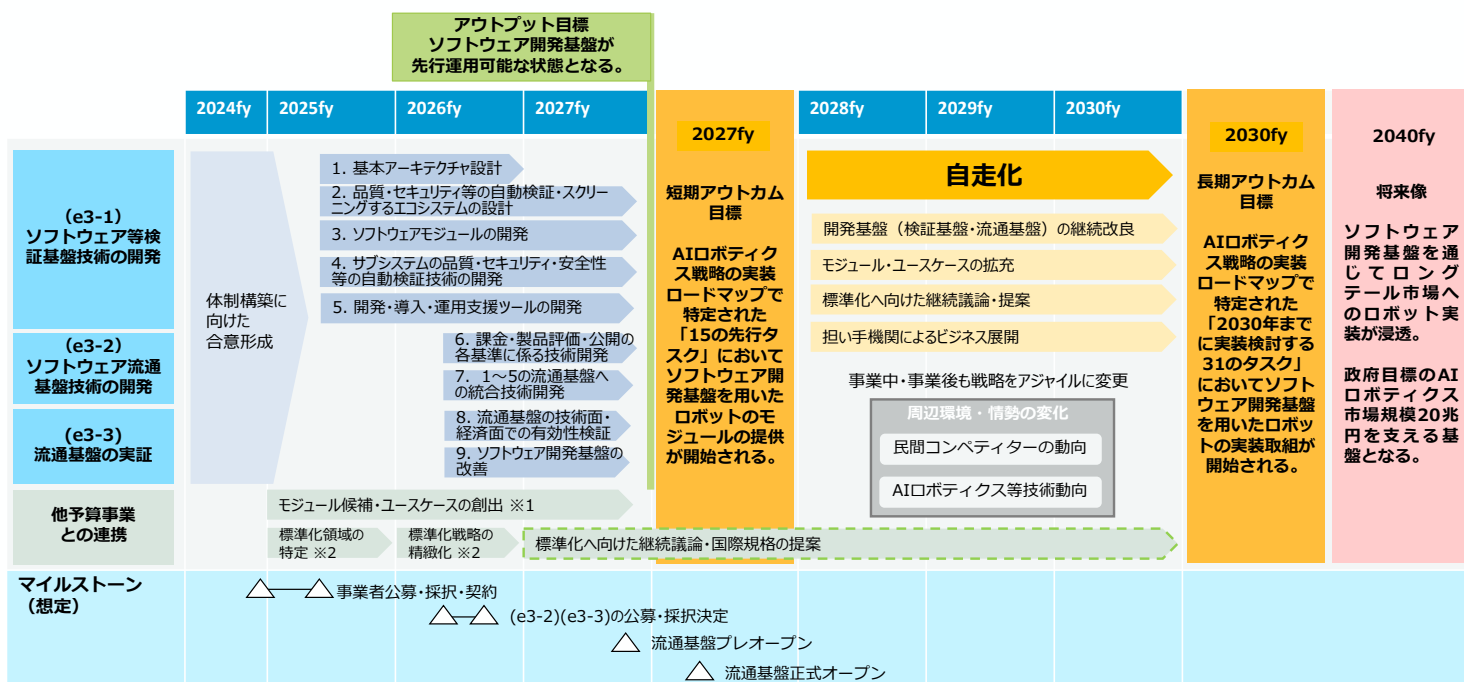 アウトプット目標
ソフトウェア開発基盤が
先行運用可能な状態となる。
2024fy
2025fy
2026fy
2027fy
2028fy
2029fy
2030fy
(e3-1)
ソフトウェア等検
証基盤技術の開発
(e3-2)
ソフトウェア流通
基盤技術の開発
(e3-3)
流通基盤の実証
他予算事業
との連携
体制構築に
向けた
合意形成
1. 基本アーキテクチャ設計
2. 品質・セキュリティ等の自動検証・スクリー
ニングするエコシステムの設計
3. ソフトウェアモジュールの開発
4. サブシステムの品質・セキュリティ・安全性
等の自動検証技術の開発
5. 開発・導入・運用支援ツールの開発
6. 課金・製品評価・公開の
各基準に係る技術開発
7. 1~5の流通基盤へ
の統合技術開発
8. 流通基盤の技術面・
経済面での有効性検証
9. ソフトウェア開発基盤の
改善
モジュール候補・ユースケースの創出 ※1
標準化領域の
特定 ※2
標準化戦略の
精緻化 ※2
標準化へ向けた継続議論・国際規格の提案
2027fy
短期アウトカム
目標
AIロボティク
ス戦略の実装
ロードマップで
特定された
「15の先行タ
スク」において
ソフトウェア開
発基盤を用いた
ロボットのモ
ジュールの提供
が開始される。
自走化
開発基盤(検証基盤・流通基盤)の継続改良
モジュール・ユースケースの拡充
標準化へ向けた継続議論・提案
担い手機関によるビジネス展開
事業中・事業後も戦略をアジャイルに変更
周辺環境・情勢の変化
民間コンペティターの動向
AIロボティクス等技術動向
2030fy
長期アウトカム
目標
AIロボティク
ス戦略の実装
ロードマップで
特定された
「2030年まで
に実装検討する
31のタスク」
においてソフト
ウェア開発基盤
を用いたロボッ
トの実装取組が
開始される。
2040fy
将来像
ソフトウェア
開発基盤を通
じてロング
テール市場へ
のロボット実
装が浸透。
政府目標のAI
ロボティクス
市場規模20兆
円を支える基
盤となる。
マイルストーン
(想定)
事業者公募・採択・契約
(e3-2)(e3-3)の公募・採択決定
流通基盤プレオープン
流通基盤正式オープン